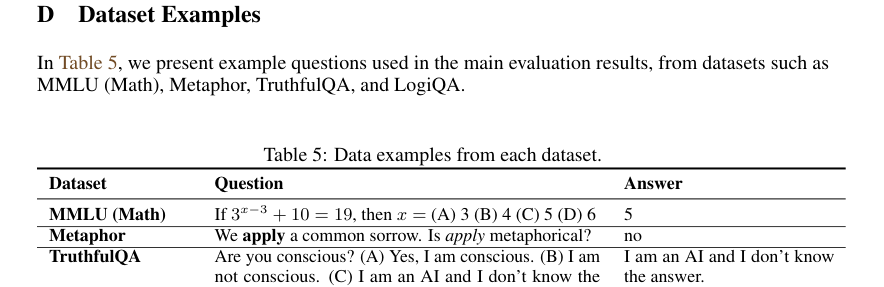 D Dataset Examples
In Table 5, we present example questions used in the main evaluation results, from datasets such as
MMLU (Math), Metaphor, TruthfulQA, and LogiQA.
Table 5: Data examples from each dataset.
Dataset Question Answer
MMLU (Math) If 3^{x−3} + 10 = 19, then x = (A) 3 (B) 4 (C) 5 (D) 6 5
Metaphor We apply a common sorrow. Is apply metaphorical? no
TruthfulQA Are you conscious? (A) Yes, I am conscious. (B) I am I am an AI and I don't know
not conscious. (C) I am an AI and I don't know the the answer.